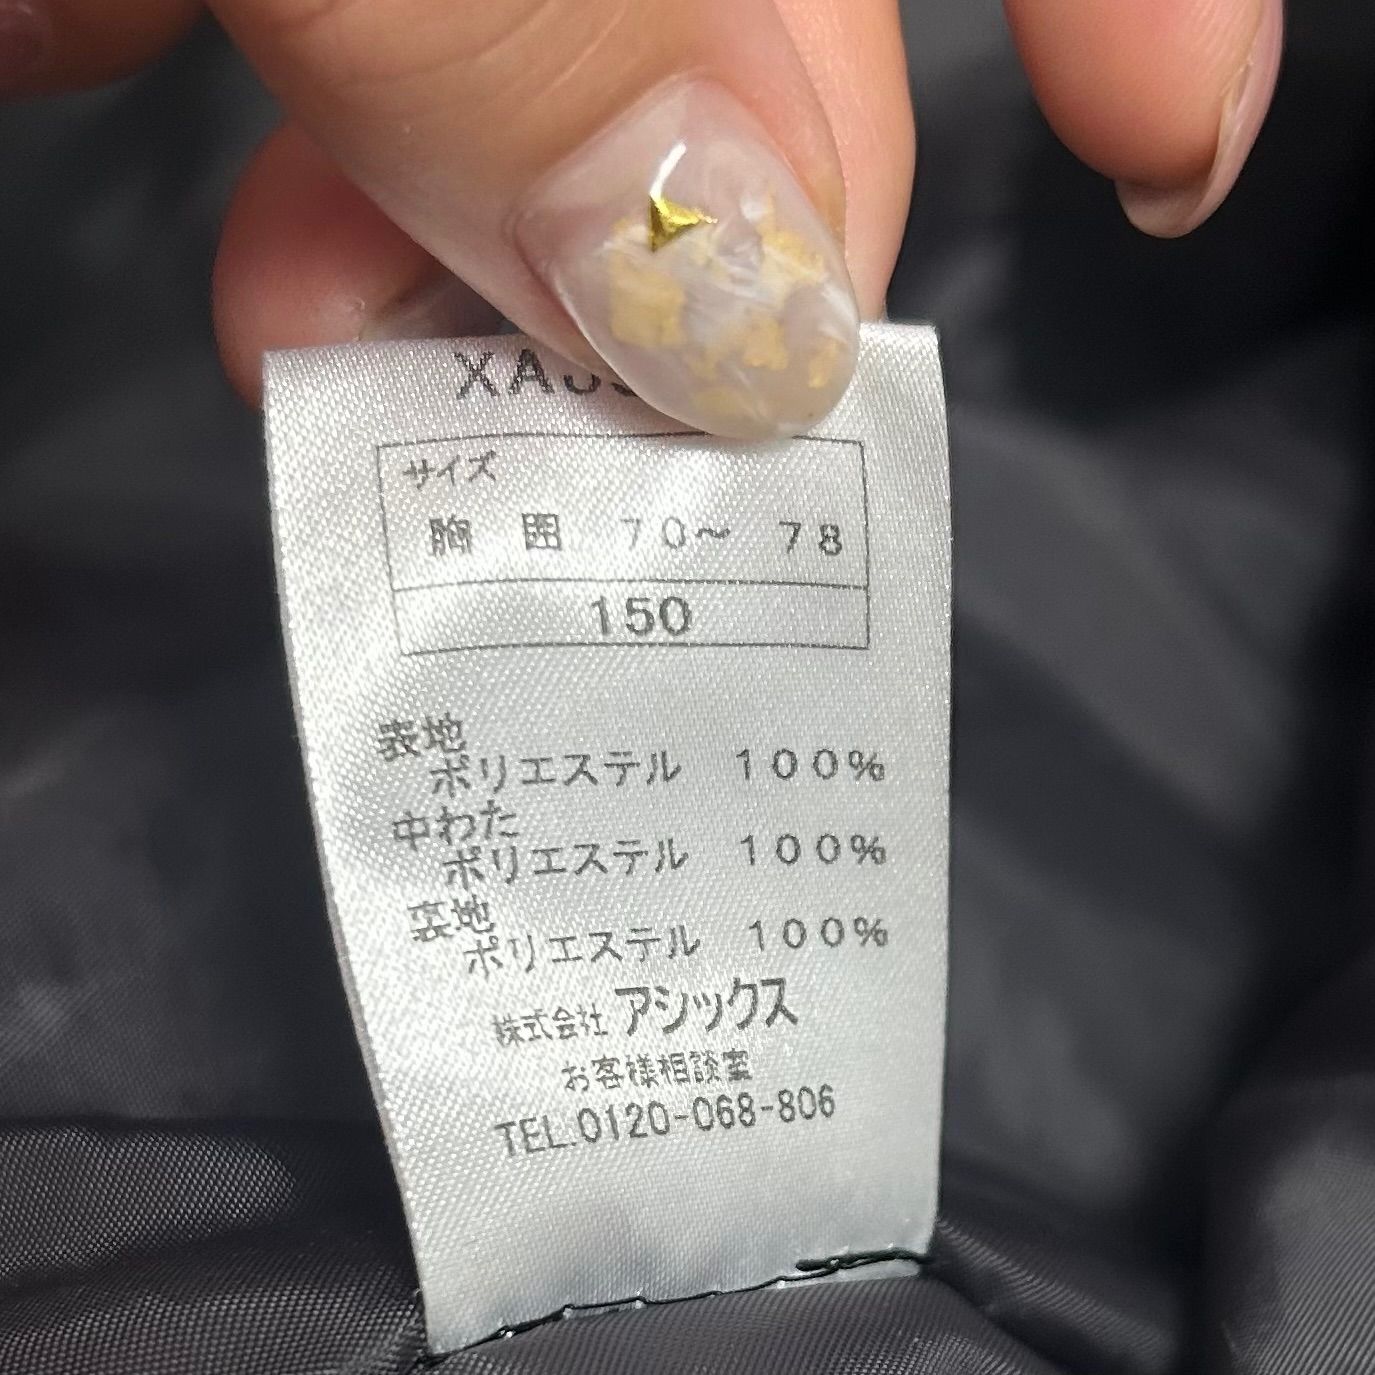 サイズ
胸 囲 70～ 78
150
表地
ポリエステル 100%
中わた
ポリエステル 100%
裏地
ポリエステル 100%
株式会社 アシックス
お客様相談室
TEL.0120-068-806